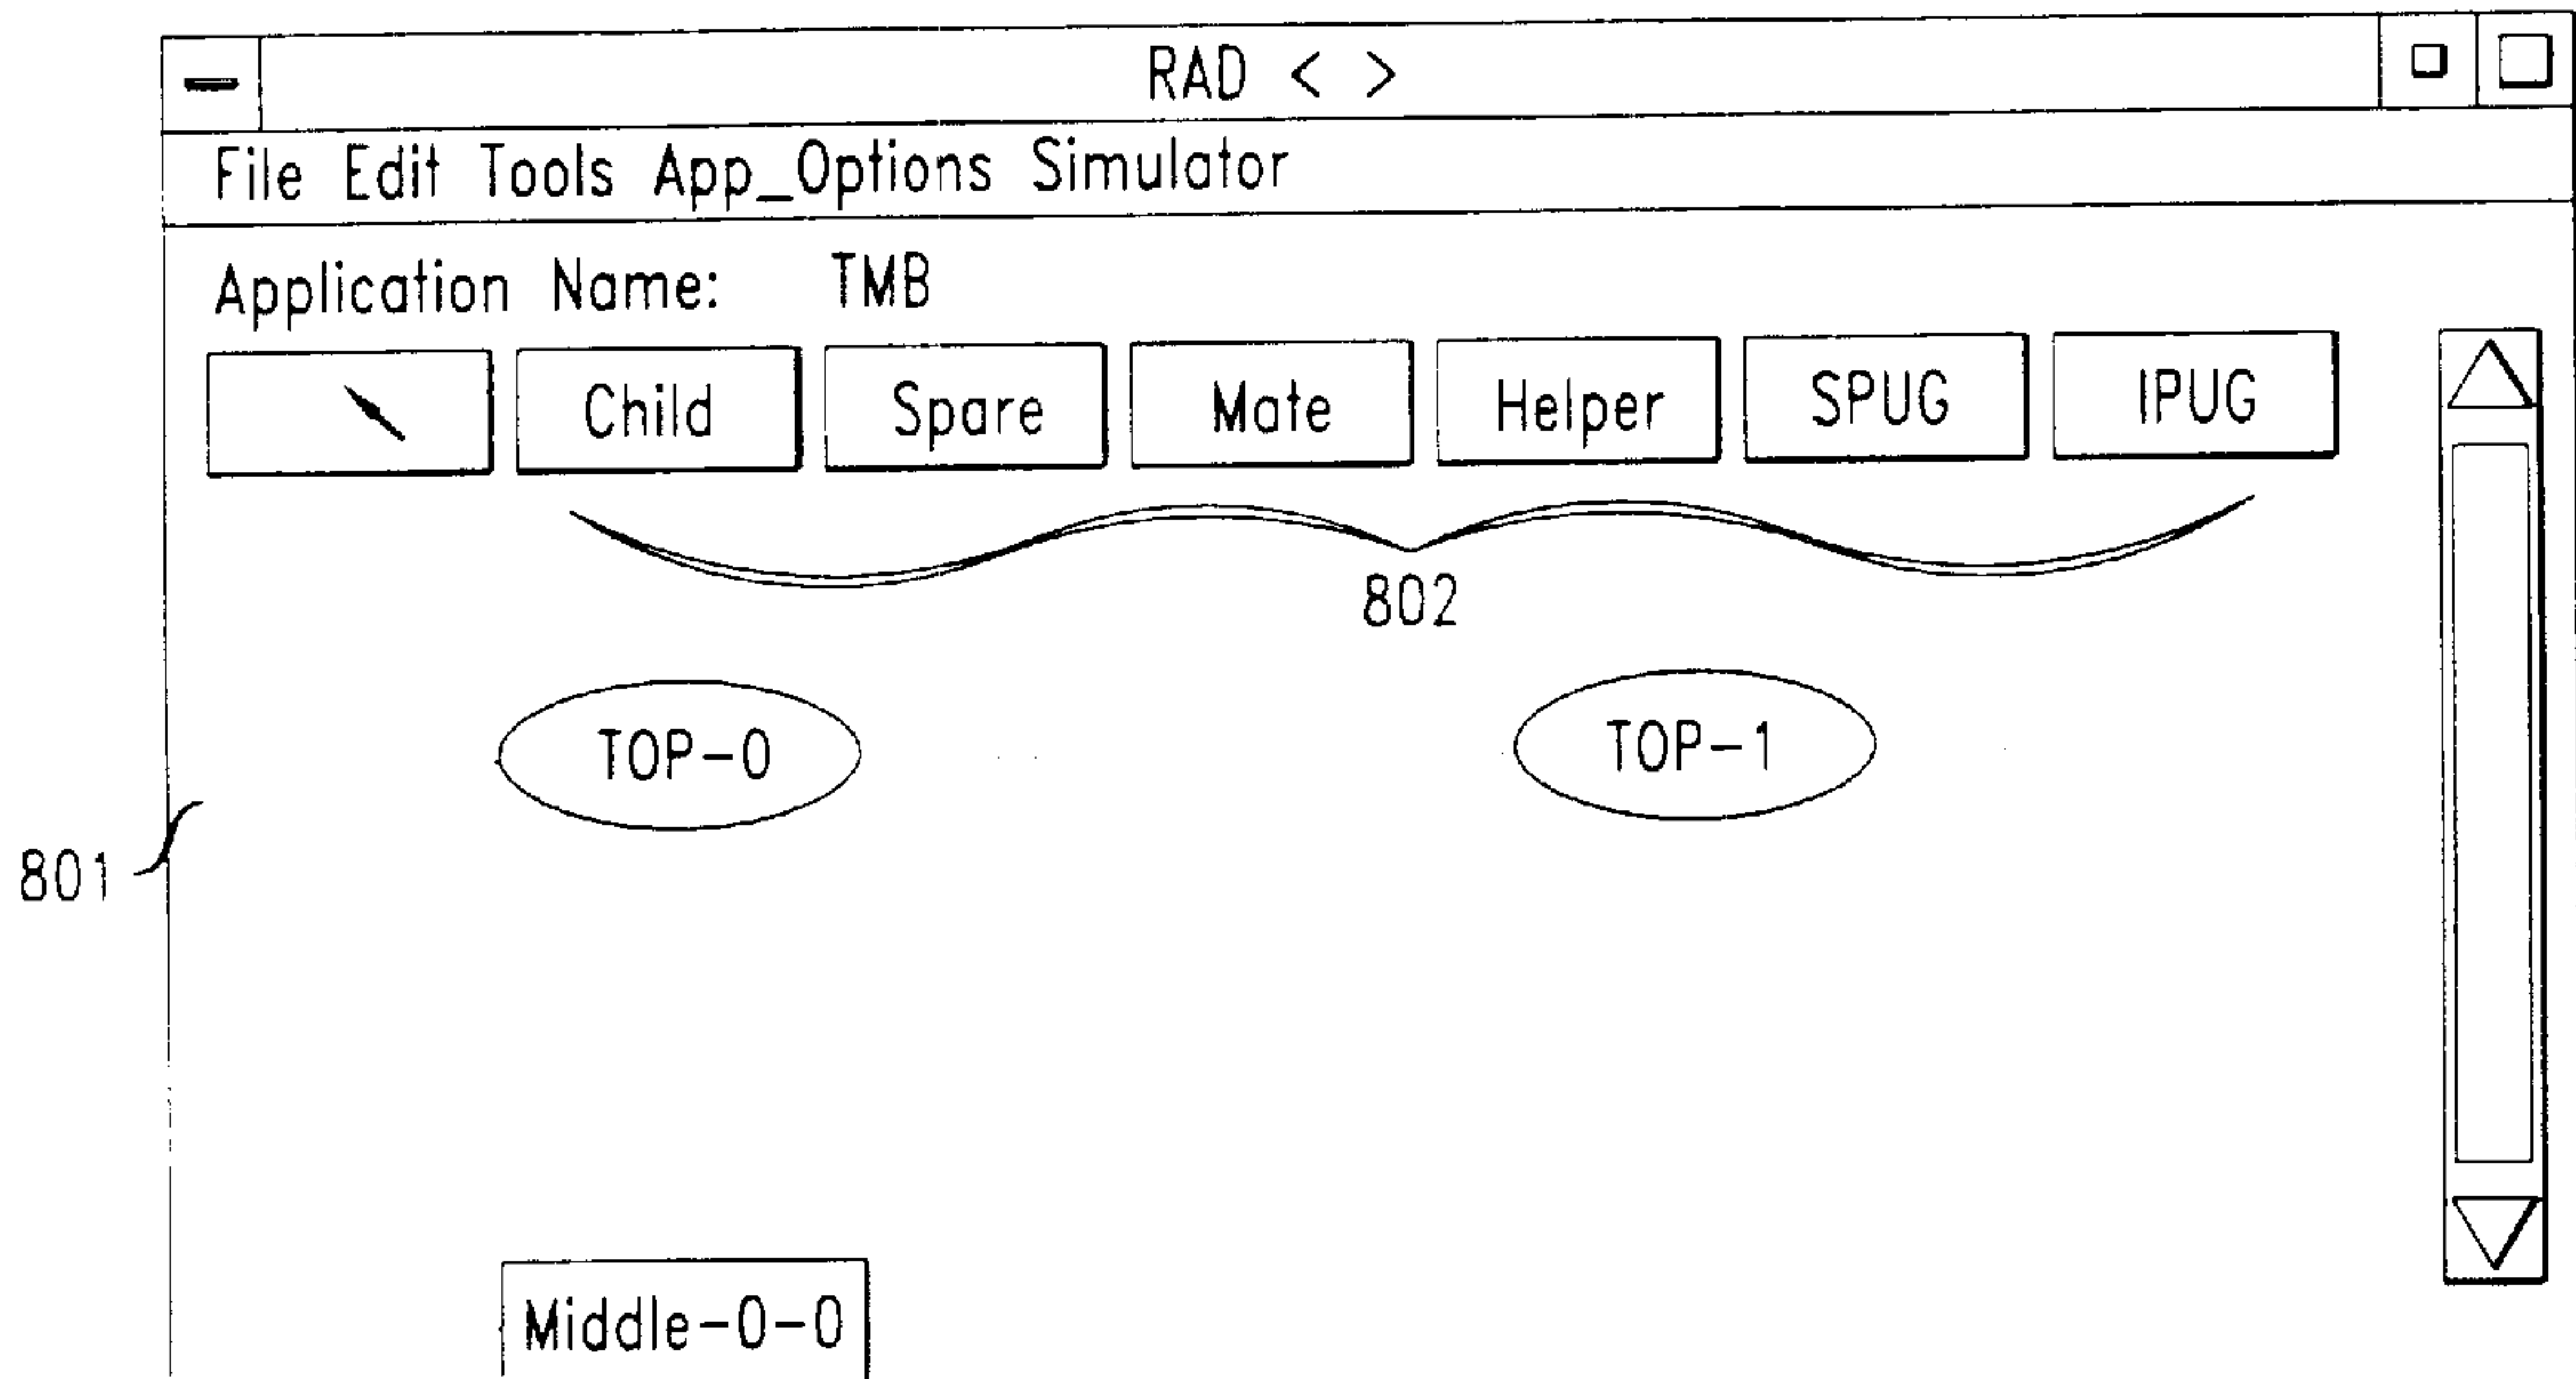 RAD < >
File Edit Tools App_Options Simulator
Application Name: TMB
Child Spare Mate Helper SPUG IPUG
802
TOP-0 TOP-1
801
Middle-0-0